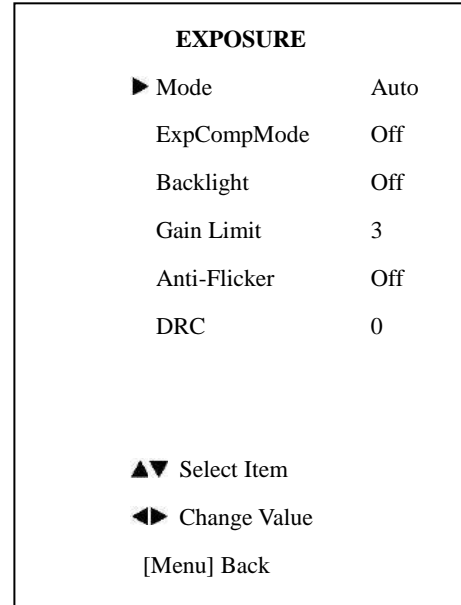 EXPOSURE
▶ Mode Auto
ExpCompMode Off
Backlight Off
Gain Limit 3
Anti-Flicker Off
DRC 0
▲▼ Select Item
◀▶ Change Value
[Menu] Back